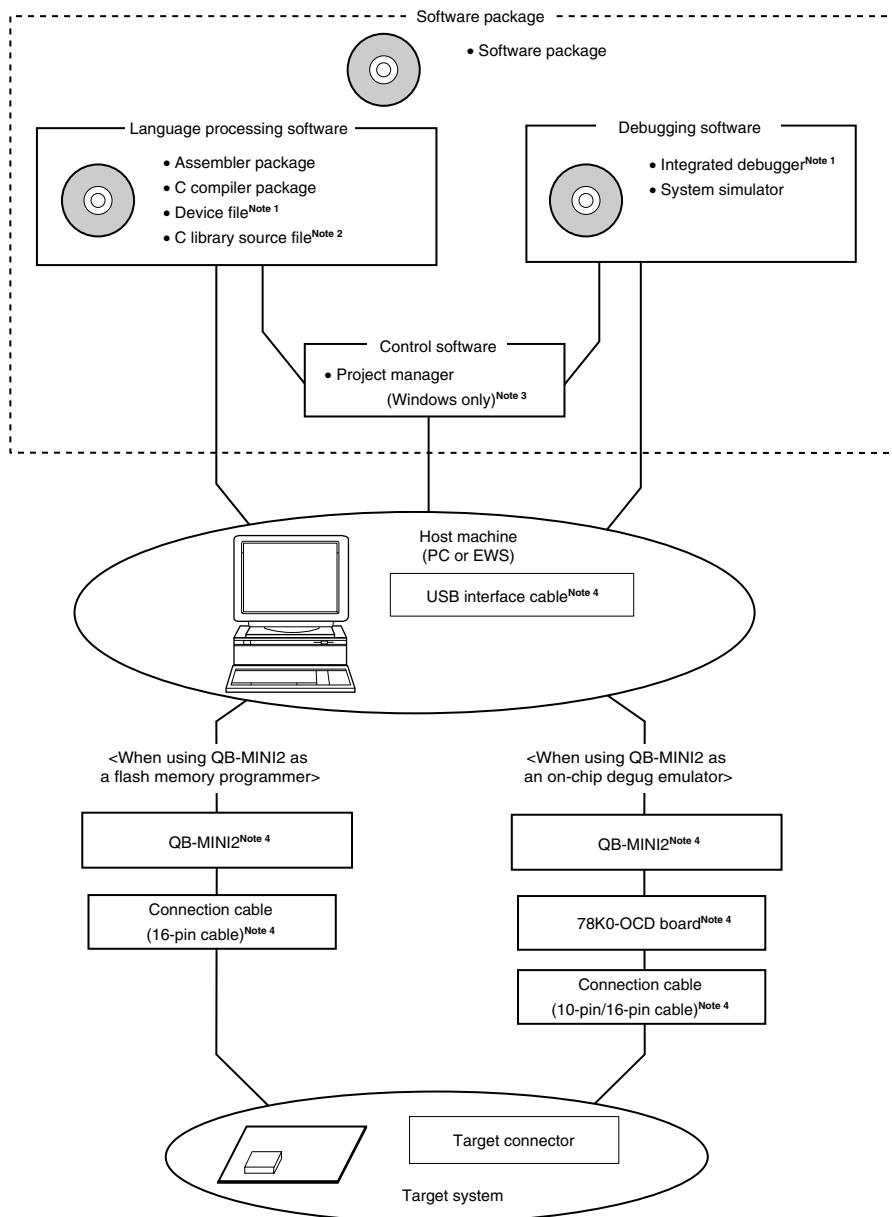 Software package
• Software package
Language processing software
• Assembler package
• C compiler package
• Device fileNote 1
• C library source fileNote 2
Debugging software
• Integrated debuggerNote 1
• System simulator
Control software
• Project manager
(Windows only)Note 3
Host machine
(PC or EWS)
USB interface cableNote 4
<When using QB-MINI2 as
a flash memory programmer>
QB-MINI2Note 4
Connection cable
(16-pin cable)Note 4
<When using QB-MINI2 as
an on-chip degug emulator>
QB-MINI2Note 4
78K0-OCD boardNote 4
Connection cable
(10-pin/16-pin cable)Note 4
Target connector
Target system